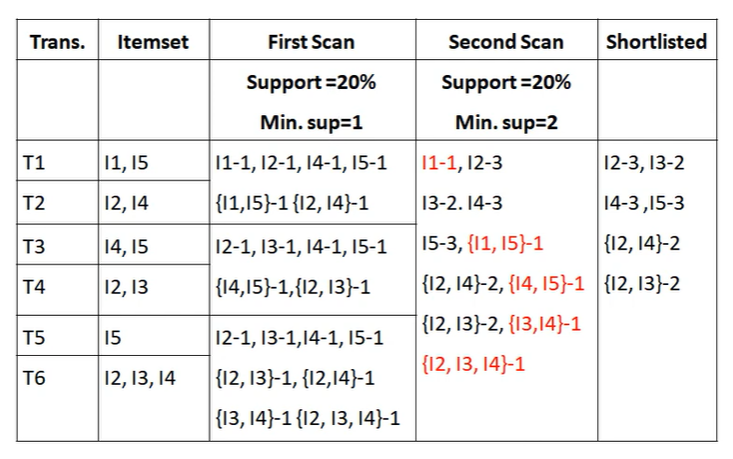 Trans. Itemset First Scan Second Scan Shortlisted
Support =20% Support =20%
Min. sup=1 Min. sup=2
T1 I1, I5 I1-1, I2-1, I4-1, I5-1 I1-1, I2-3 I2-3, I3-2
T2 I2, I4 {I1,I5}-1 {I2, I4}-1 I3-2. I4-3 I4-3 ,I5-3
T3 I4, I5 I2-1, I3-1, I4-1, I5-1 I5-3, {I1, I5}-1 {I2, I4}-2
T4 I2, I3 {I4,I5}-1,{I2, I3}-1 {I2, I4}-2, {I4, I5}-1 {I2, I3}-2
T5 I5 I2-1, I3-1,I4-1, I5-1 {I2, I3}-2, {I3,I4}-1
T6 I2, I3, I4 {I2, I3}-1, {I2,I4}-1 {I2, I3, I4}-1
{I3, I4}-1 {I2, I3, I4}-1